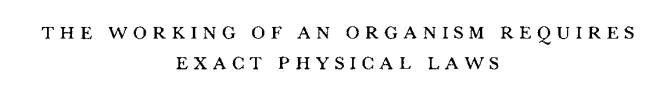 THE WORKING OF AN ORGANISM REQUIRES
EXACT PHYSICAL LAWS